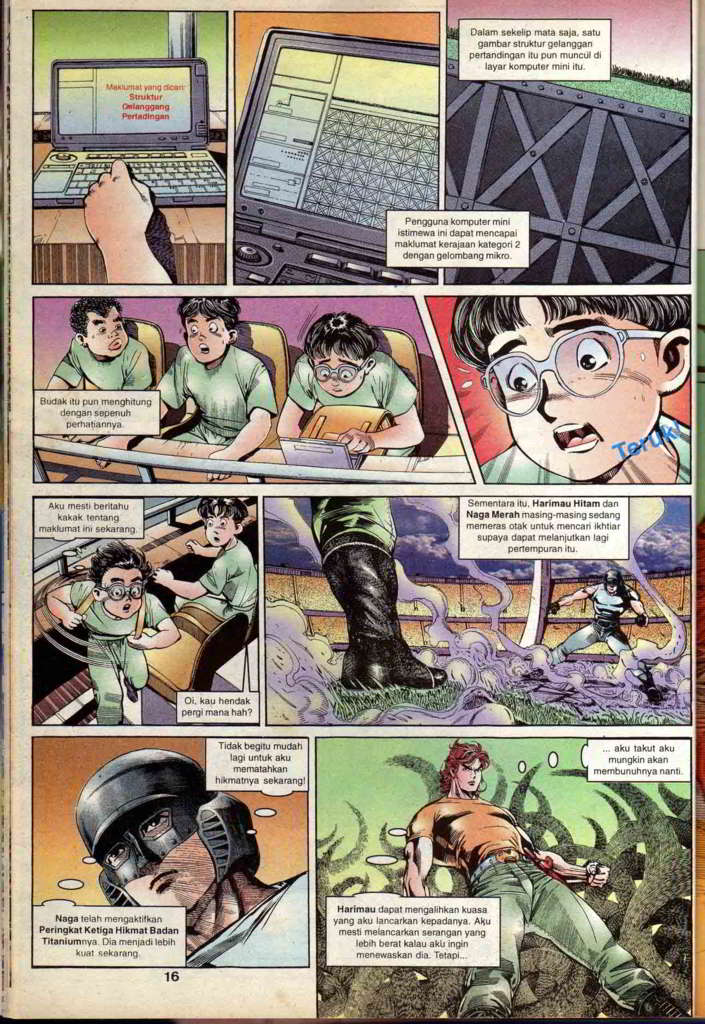 Maklumat yang dicari:
Struktur
Gelanggang
Pertadingan
Dalam sekelip mata saja, satu
gambar struktur gelanggan
pertandingan itu pun muncul di
layar komputer mini itu.
Pengguna komputer mini
istimewa ini dapat mencapai
maklumat kerajaan kategori 2
dengan gelombang mikro.
Budak itu pun menghitung
dengan sepenuh
perhatiannya
Teruk!
Aku mesti beritahu
kakak tentang
maklumat ini sekarang.
Oi, kau hendak
pergi mana hah?
Sementara itu, Harimau Hitam dan
Naga Merah masing-masing sedang
memeras otak untuk mencari ikhtiar
supaya dapat melanjutkan lagi
pertempuran itu.
Tidak begitu mudah
lagi untuk aku
mematahkan
hikmatnya sekarang!
Naga telah mengaktifkan
Peringkat Ketiga Hikmat Badan
Titaniumnya. Dia menjadi lebih
kuat sekarang.
... aku takut aku
mungkin akan
membunuhnya nanti.
Harimau dapat mengalihkan kuasa
yang aku lancarkan kepadanya. Aku
mesti melancarkan serangan yang
lebih berat kalau aku ingin
menewaskan dia. Tetapi...
16